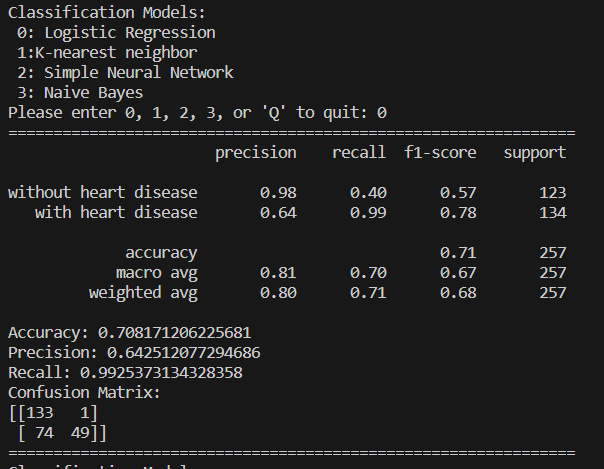 Classification Models:
0: Logistic Regression
1:K-nearest neighbor
2: Simple Neural Network
3: Naive Bayes
Please enter 0, 1, 2, 3, or 'Q' to quit: 0
===============================================================
precision recall f1-score support
without heart disease 0.98 0.40 0.57 123
with heart disease 0.64 0.99 0.78 134
accuracy 0.71 257
macro avg 0.81 0.70 0.67 257
weighted avg 0.80 0.71 0.68 257
Accuracy: 0.708171206225681
Precision: 0.642512077294686
Recall: 0.9925373134328358
Confusion Matrix:
[[133 1]
[ 74 49]]
===============================================================